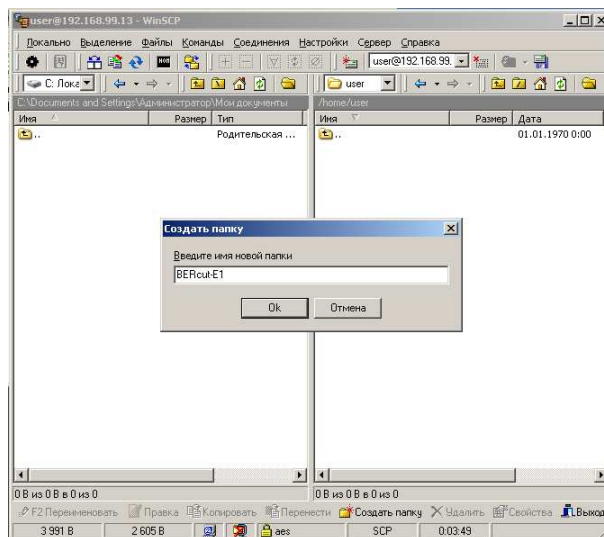 user@192.168.99.13 - WinSCP
Локально Выделение Файлы Команды Соединения Настройки Сервер Справка
user@192.168.99.
C: Лока
user
C:\Documents and Settings\Администратор\Мои документы
/home/user
Имя Размер Тип
Имя Размер Дата
.. Родительская ...
.. 01.01.1970 0:00
Создать папку
Введите имя новой папки
BERcut-E1
Ok Отмена
0 B из 0 B в 0 из 0
0 B из 0 B в 0 из 0
F2 Переименовать Правка Копировать Перенести Создать папку Удалить Свойства Выход
3 991 B 2 605 B aes SCP 0:03:49